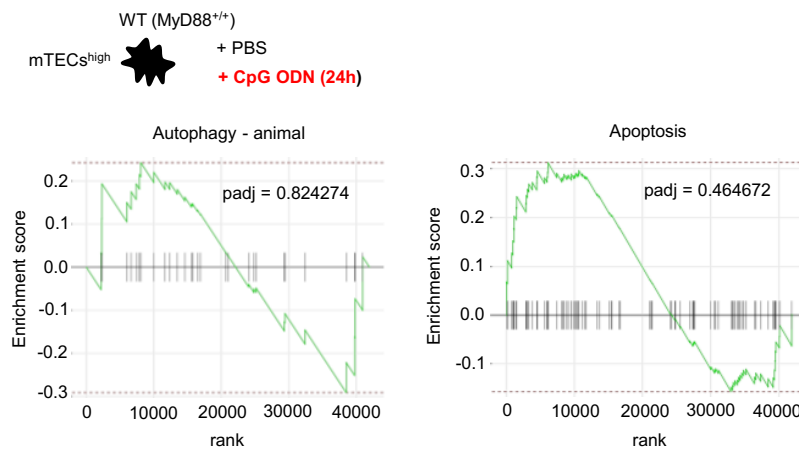 WT (MyD88+/+)
mTECshigh
+ PBS
+ CpG ODN (24h)
Autophagy - animal
padj = 0.824274
Enrichment score
0.2
0.1
0.0
-0.1
-0.2
-0.3
0 10000 20000 30000 40000
rank
Apoptosis
padj = 0.464672
Enrichment score
0.3
0.2
0.1
0.0
-0.1
0 10000 20000 30000 40000
rank